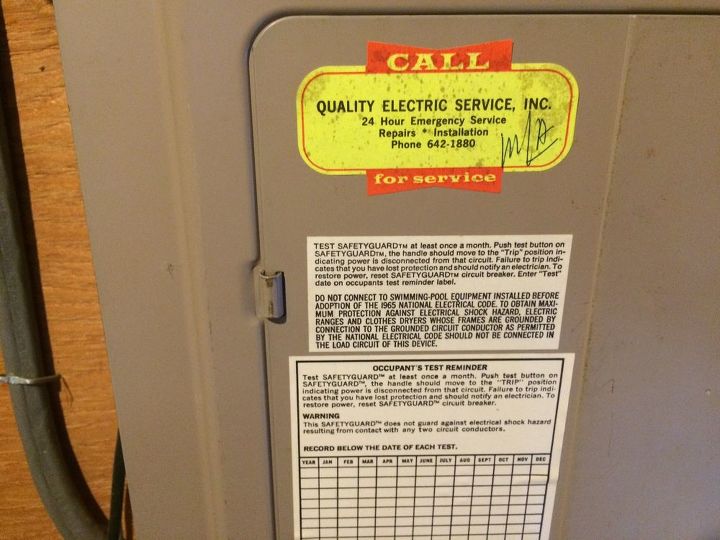 CALL
QUALITY ELECTRIC SERVICE, INC.
24 Hour Emergency Service
Repairs * Installation
Phone 642-1880
for service
TEST SAFETYGUARD™ at least once a month. Push test button on
SAFETYGUARD™, the handle should move to the "Trip" position in-
dicating power is disconnected from that circuit. Failure to trip indi-
cates that you have lost protection and should notify an electrician. To
restore power, reset SAFETYGUARD™ circuit breaker. Enter "Test"
date on occupants test reminder label.
DO NOT CONNECT TO SWIMMING-POOL EQUIPMENT INSTALLED BEFORE
ADOPTION OF THE 1965 NATIONAL ELECTRICAL CODE. TO OBTAIN MAXI-
MUM PROTECTION AGAINST ELECTRICAL SHOCK HAZARD, ELECTRIC
RANGES AND CLOTHES DRYERS WHOSE FRAMES ARE GROUNDED BY
CONNECTION TO THE GROUNDED CIRCUIT CONDUCTOR AS PERMITTED
BY THE NATIONAL ELECTRICAL CODE SHOULD NOT BE CONNECTED IN
THE LOAD CIRCUIT OF THIS DEVICE.
OCCUPANT'S TEST REMINDER
Test SAFETYGUARD™ at least once a month. Push test button on
SAFETYGUARD™, the handle should move to the "TRIP" position
indicating power is disconnected from that circuit. Failure to trip indi-
cates that you have lost protection and should notify an electrician. To
restore power, reset SAFETYGUARD™ circuit breaker.
WARNING
This SAFETYGUARD™ does not guard against electrical shock hazard
resulting from contact with any two circuit conductors.
RECORD BELOW THE DATE OF EACH TEST.
YEAR JAN FEB MAR APR MAY JUNE JULY AUG SEPT OCT NOV DEC